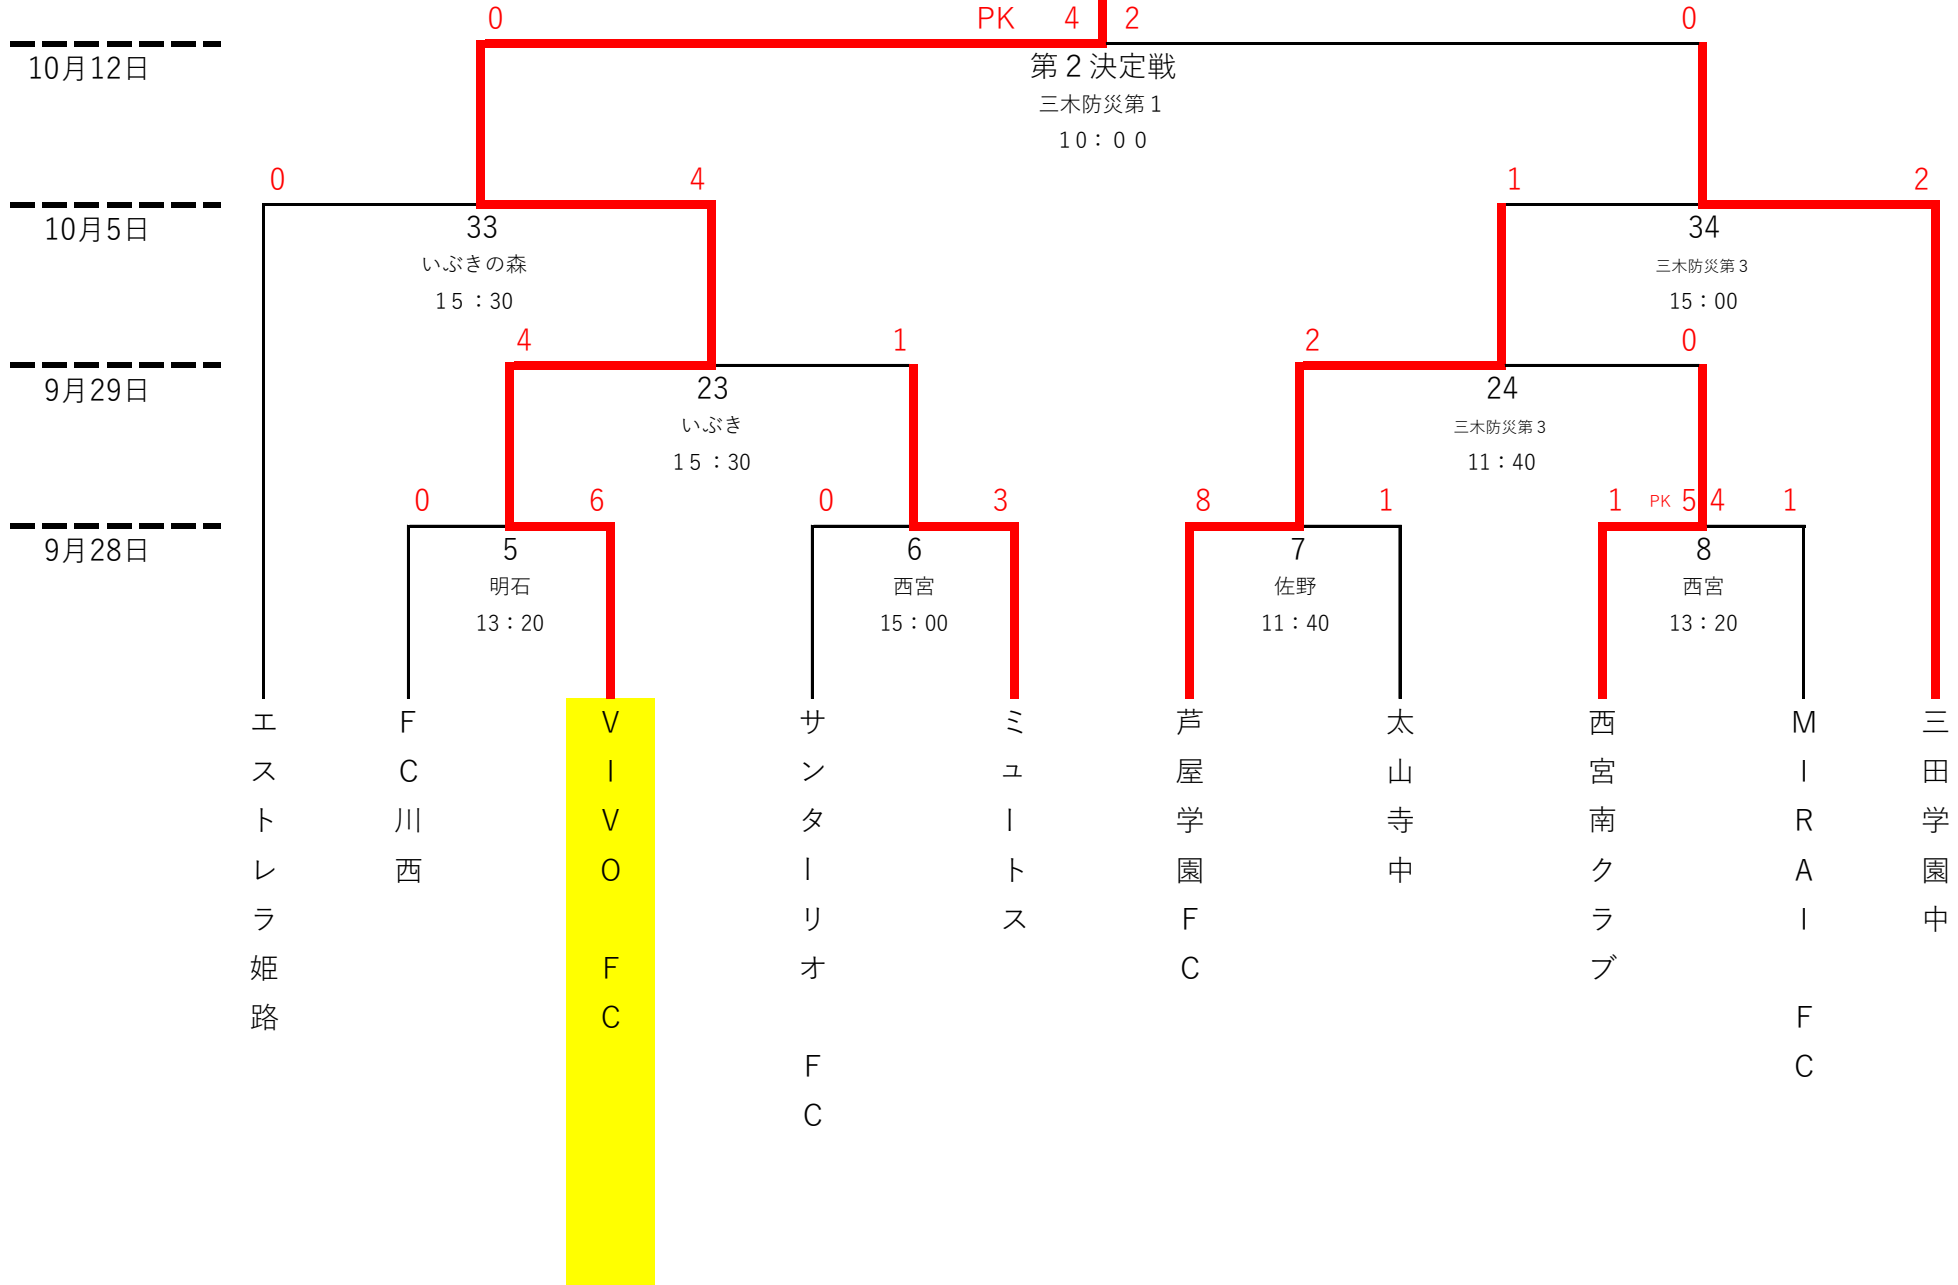 0 PK 4 2 0
10月12日
第２決定戦
三木防災第１
１０：００
0 4 1 2
10月5日
33 34
いぶきの森 三木防災第３
１５：30 15：00
4 1 2 0
9月29日
23 24
いぶき 三木防災第３
１５：30 11：40
0 6 0 3 8 1 1 PK 5 4 1
9月28日
5 6 7 8
明石 西宮 佐野 西宮
13：20 15：00 11：40 13：20
エストレラ姫路
ＦＣ川西
ＶＩＶＯ　ＦＣ
サンターリオ　ＦＣ
ミュートス
芦屋学園ＦＣ
太山寺中
西宮南クラブ
ＭＩＲＡＩ　ＦＣ
三田学園中